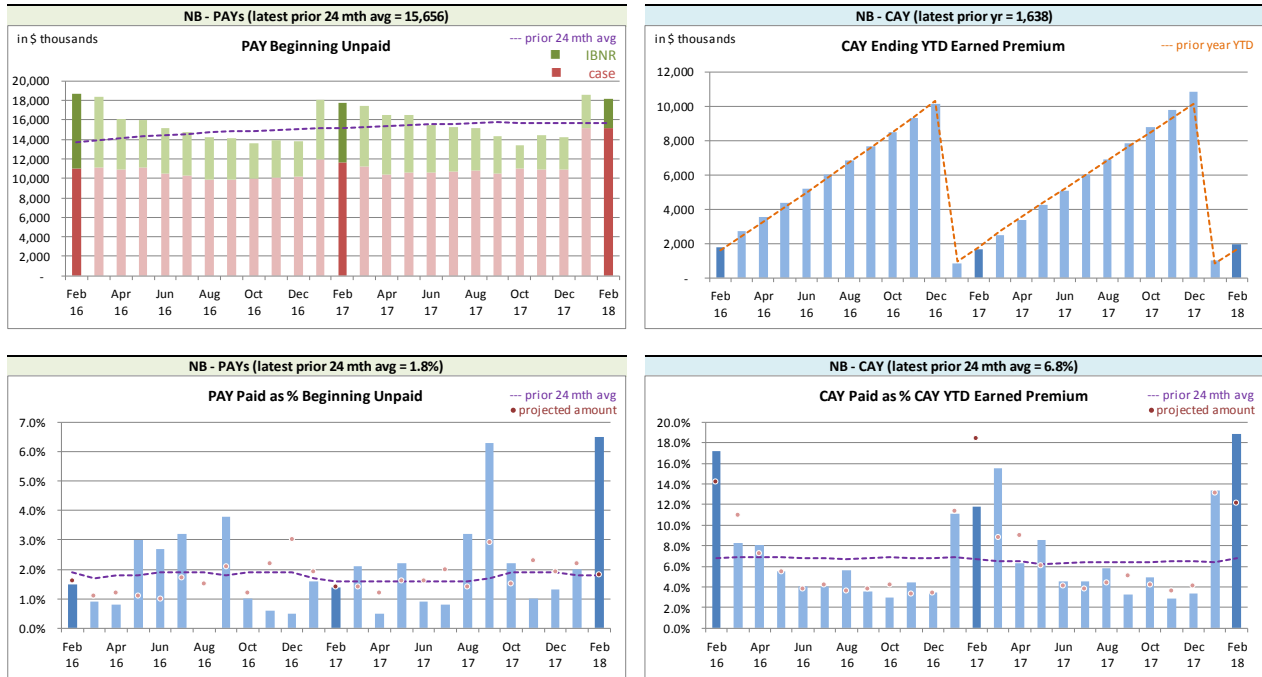 NB - PAYs (latest prior 24 mth avg = 15,656)
in $ thousands
PAY Beginning Unpaid
--- prior 24 mth avg
IBNR
case
20,000
18,000
16,000
14,000
12,000
10,000
8,000
6,000
4,000
2,000
-
Feb Apr Jun Aug Oct Dec Feb Apr Jun Aug Oct Dec Feb
16 16 16 16 16 16 17 17 17 17 17 17 18
NB - CAY (latest prior yr = 1,638)
in $ thousands
CAY Ending YTD Earned Premium
--- prior year YTD
12,000
10,000
8,000
6,000
4,000
2,000
-
Feb Apr Jun Aug Oct Dec Feb Apr Jun Aug Oct Dec Feb
16 16 16 16 16 16 17 17 17 17 17 17 18
NB - PAYs (latest prior 24 mth avg = 1.8%)
PAY Paid as % Beginning Unpaid
--- prior 24 mth avg
projected amount
7.0%
6.0%
5.0%
4.0%
3.0%
2.0%
1.0%
0.0%
Feb Apr Jun Aug Oct Dec Feb Apr Jun Aug Oct Dec Feb
16 16 16 16 16 16 17 17 17 17 17 17 18
NB - CAY (latest prior 24 mth avg = 6.8%)
CAY Paid as % CAY YTD Earned Premium
--- prior 24 mth avg
projected amount
20.0%
18.0%
16.0%
14.0%
12.0%
10.0%
8.0%
6.0%
4.0%
2.0%
0.0%
Feb Apr Jun Aug Oct Dec Feb Apr Jun Aug Oct Dec Feb
16 16 16 16 16 16 17 17 17 17 17 17 18